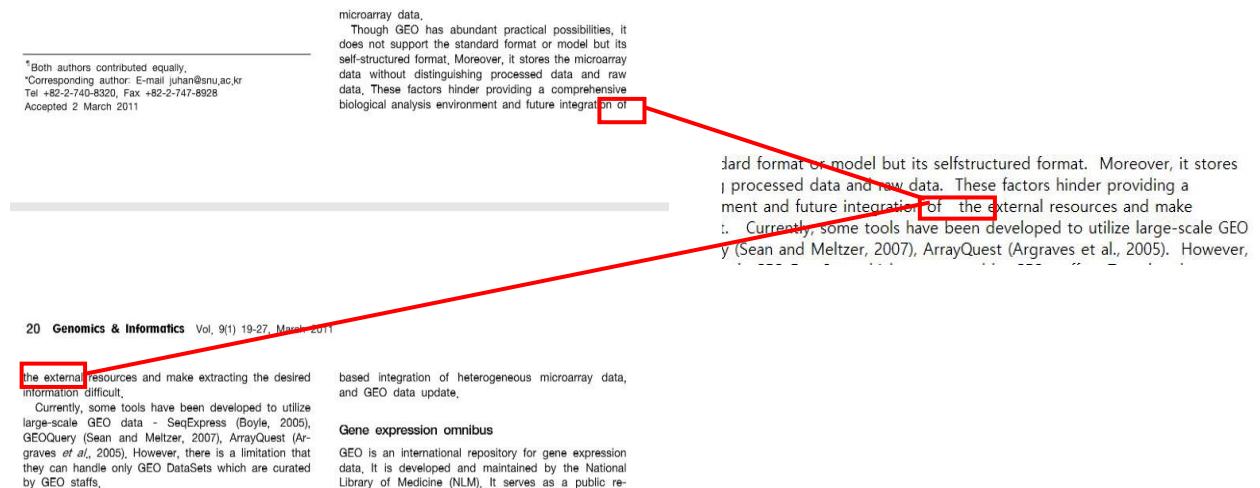 microarray data.
Though GEO has abundant practical possibilities, it
does not support the standard format or model but its
self-structured format. Moreover, it stores the microarray
data without distinguishing processed data and raw
data. These factors hinder providing a comprehensive
biological analysis environment and future integration of
¶Both authors contributed equally.
*Corresponding author: E-mail juhan@snu.ac.kr
Tel +82-2-740-8320, Fax +82-2-747-8928
Accepted 2 March 2011
dard format or model but its selfstructured format. Moreover, it stores
processed data and raw data. These factors hinder providing a
ment and future integration of the external resources and make
. Currently, some tools have been developed to utilize large-scale GEO
y (Sean and Meltzer, 2007), ArrayQuest (Argraves et al., 2005). However,
20 Genomics & Informatics Vol. 9(1) 19-27, March 2011
the external resources and make extracting the desired
information difficult.
Currently, some tools have been developed to utilize
large-scale GEO data - SeqExpress (Boyle, 2005),
GEOQuery (Sean and Meltzer, 2007), ArrayQuest (Ar-
graves et al., 2005). However, there is a limitation that
they can handle only GEO DataSets which are curated
by GEO staffs.
based integration of heterogeneous microarray data,
and GEO data update.
Gene expression omnibus
GEO is an international repository for gene expression
data. It is developed and maintained by the National
Library of Medicine (NLM). It serves as a public re-